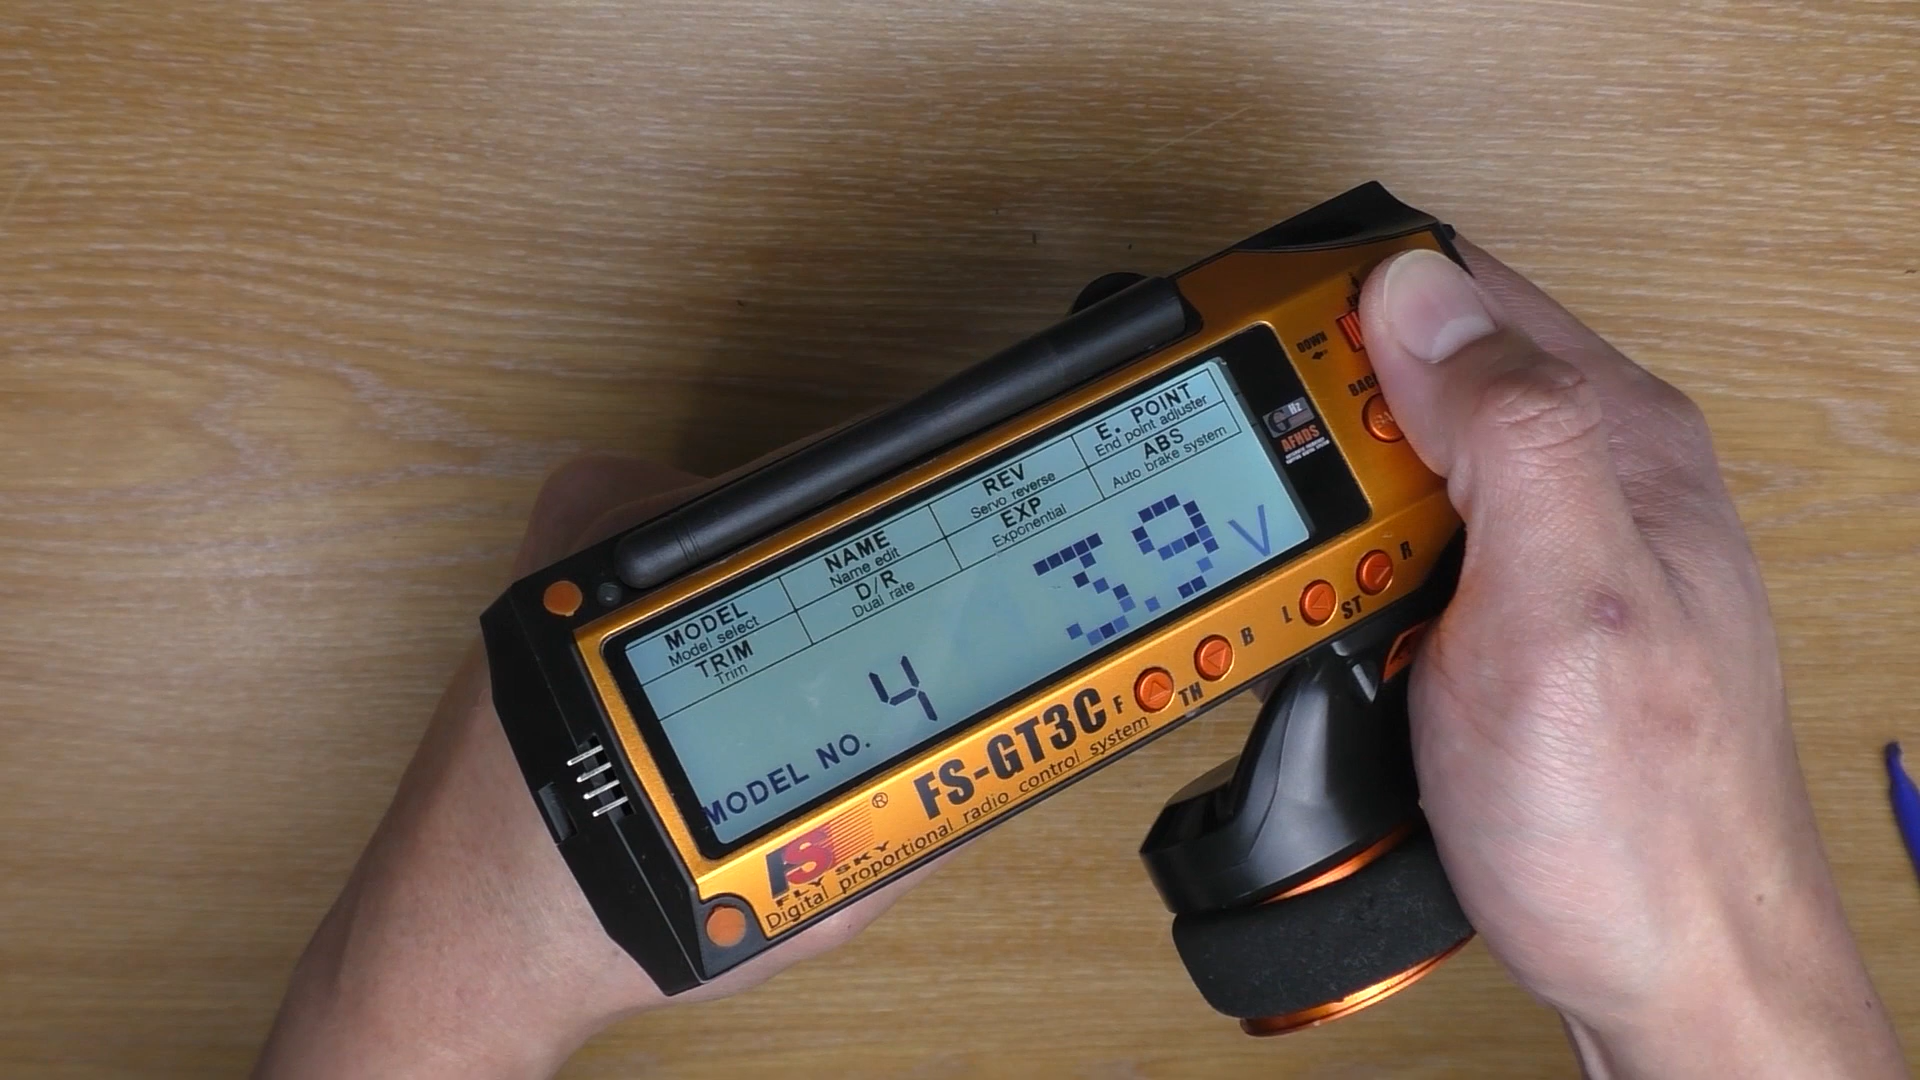 MODEL
Model select
TRIM
Trim
NAME
Name edit
D/R
Dual rate
REV
Servo reverse
EXP
Exponential
E. POINT
End point adjuster
ABS
Auto brake system
MODEL NO. 4
3.9 V
DOWN
AFHDS
FS
FLY SKY ®
FS-GT3C
Digital proportional radio control system
F TH B
L ST R